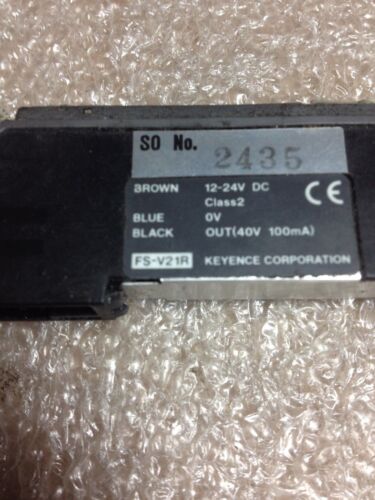 SO No. 2435
BROWN 12-24V DC
Class2
BLUE 0V
BLACK OUT(40V 100mA)
CE
FS-V21R KEYENCE CORPORATION